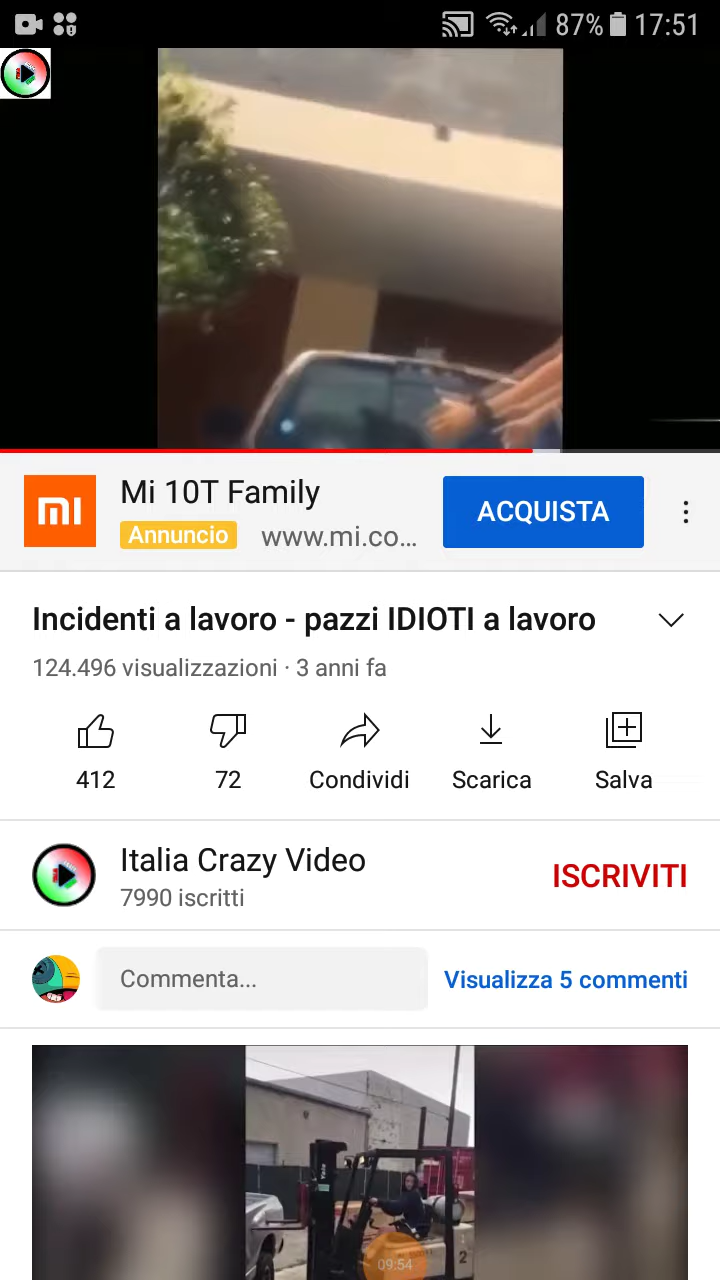 87% 17:51
mi
Mi 10T Family
Annuncio www.mi.co...
ACQUISTA
Incidenti a lavoro - pazzi IDIOTI a lavoro
124.496 visualizzazioni · 3 anni fa
412 72 Condividi Scarica Salva
Italia Crazy Video
7990 iscritti
ISCRIVITI
Commenta...
Visualizza 5 commenti
2
09:54